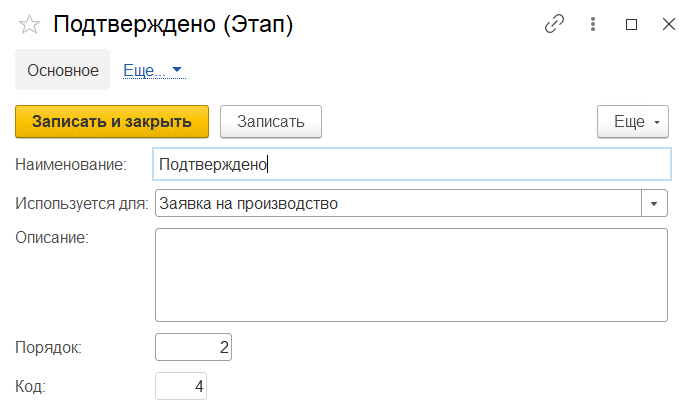 Подтверждено (Этап)
Основное Еще...
Записать и закрыть Записать Еще
Наименование: Подтверждено
Используется для: Заявка на производство
Описание:
Порядок: 2
Код: 4